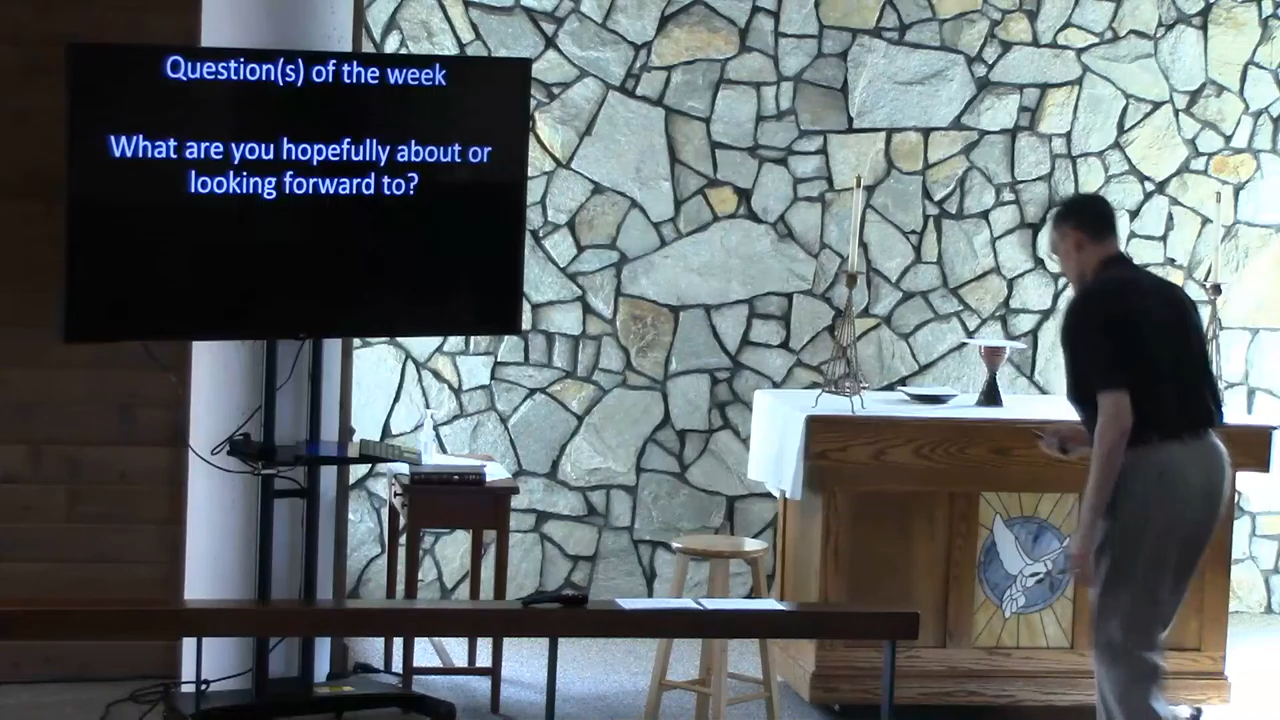 Question(s) of the week
What are you hopefully about or
looking forward to?